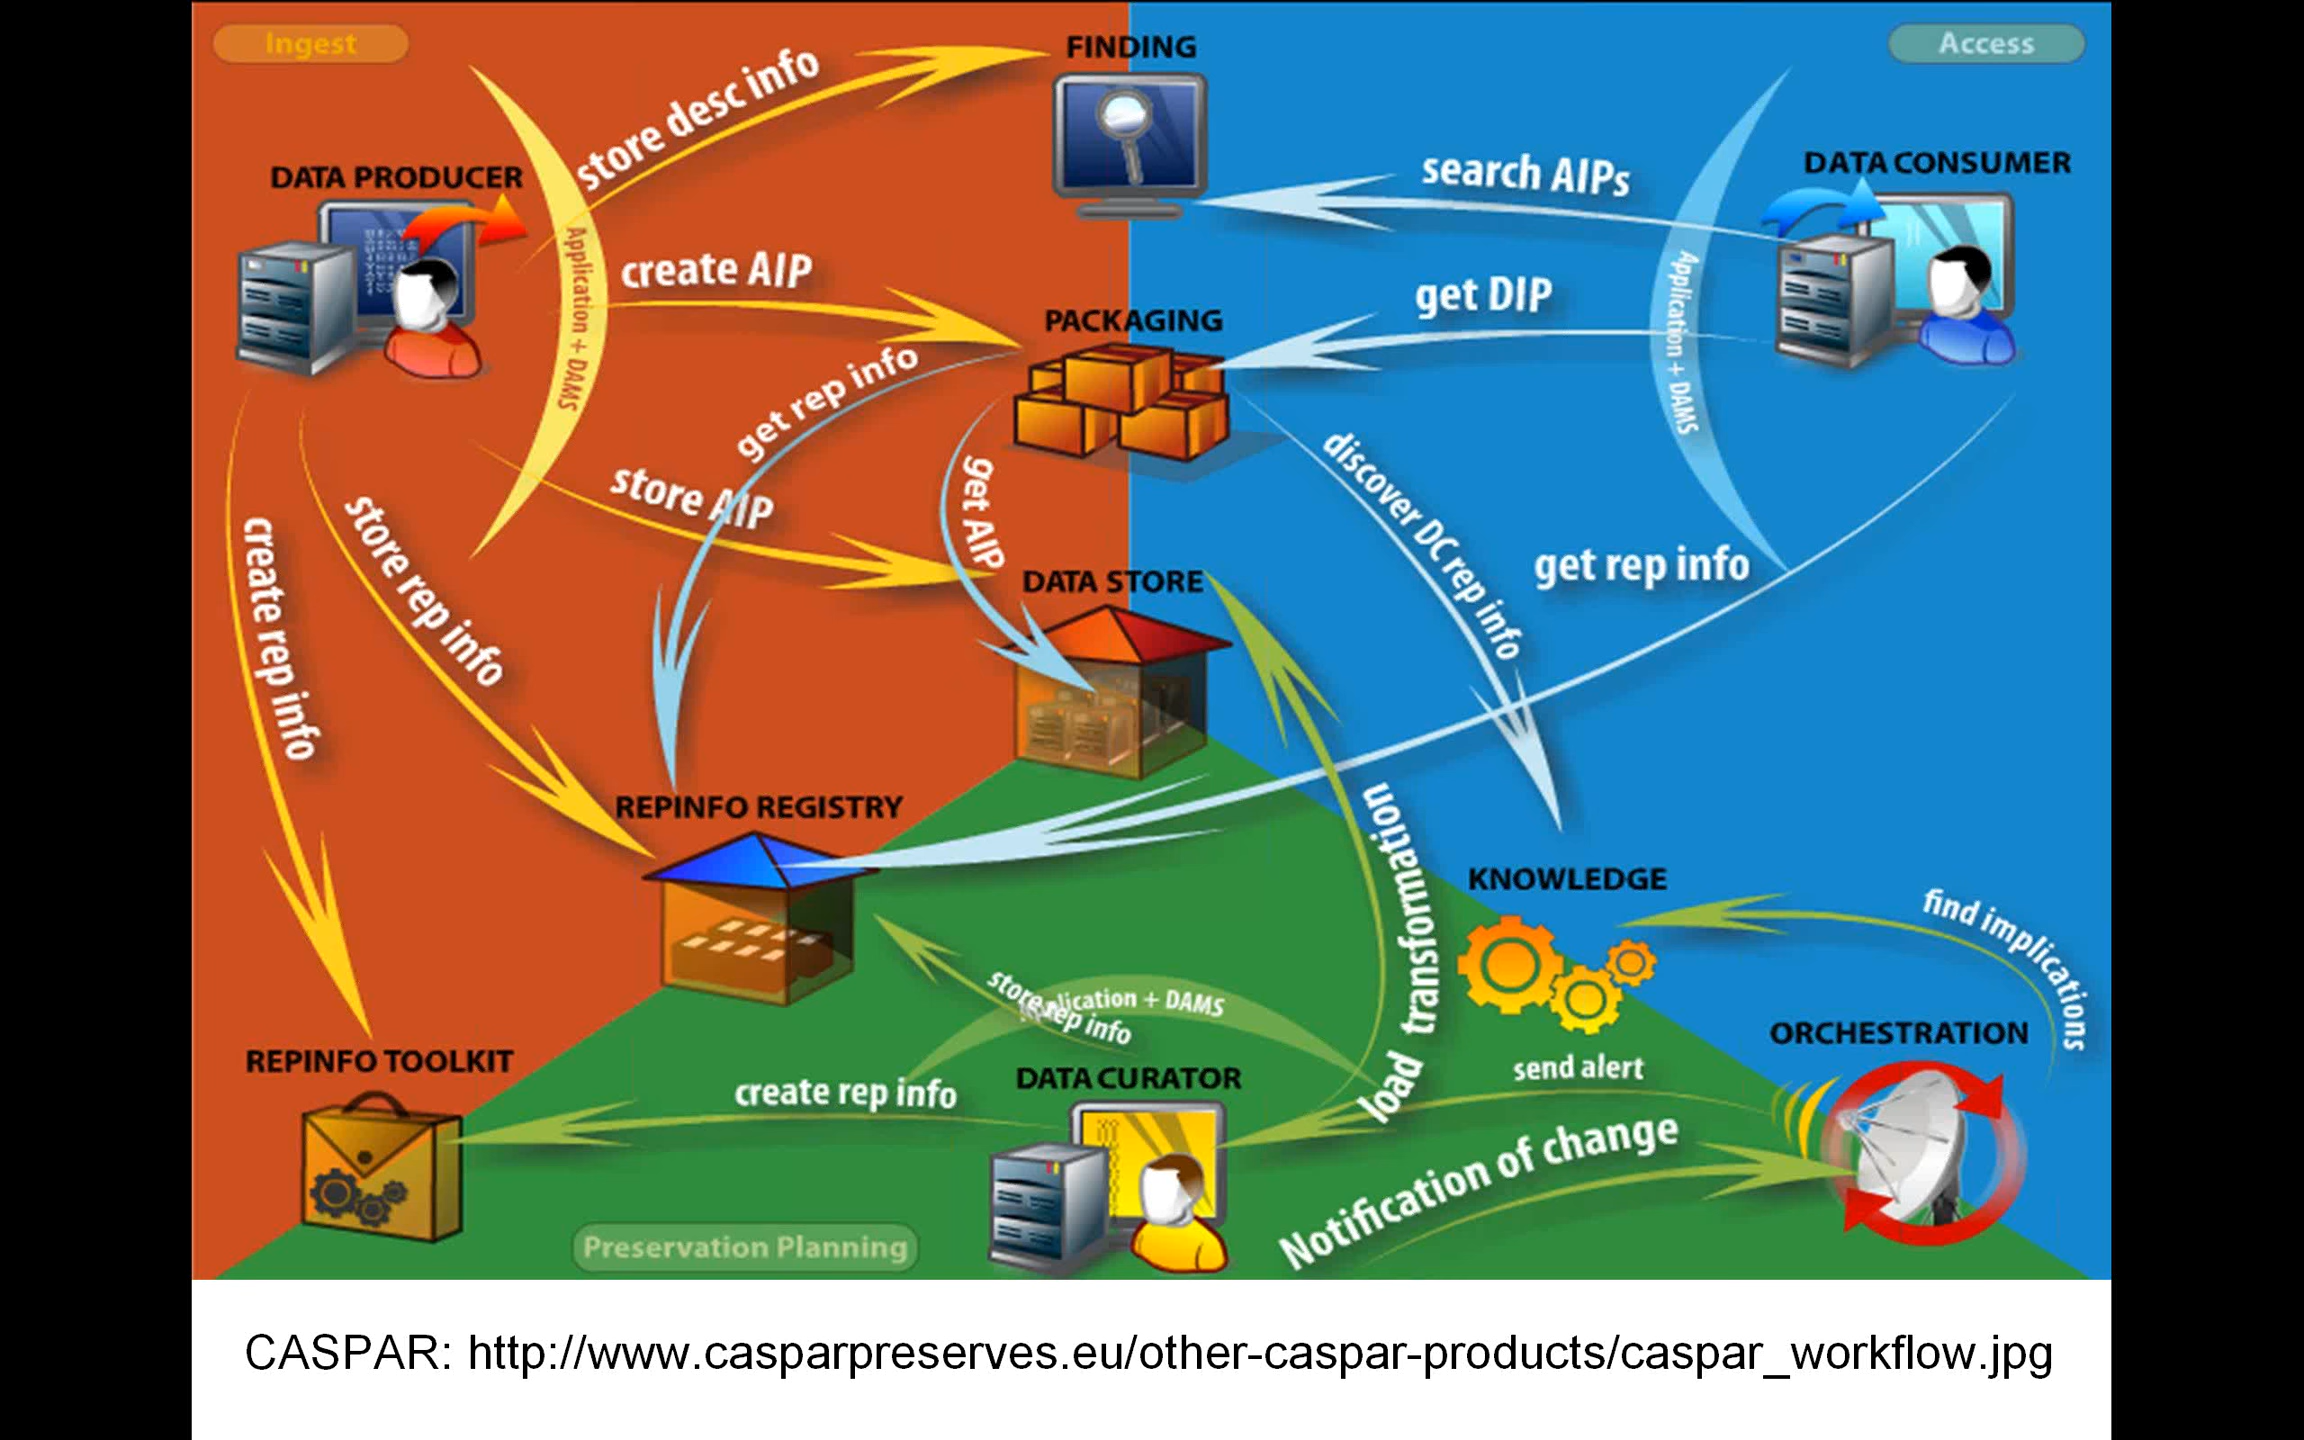 Ingest
Access
FINDING
store desc info
DATA PRODUCER
DATA CONSUMER
search AIPs
Application + DAMS
create AIP
get DIP
Application + DAMS
PACKAGING
get rep info
store AIP
get AIP
discover DC rep info
get rep info
DATA STORE
create rep info
store rep info
REPINFO REGISTRY
load transformation
KNOWLEDGE
find implications
store rep info
+ DAMS
ORCHESTRATION
REPINFO TOOLKIT
send alert
DATA CURATOR
create rep info
Notification of change
Preservation Planning
CASPAR: http://www.casparpreserves.eu/other-caspar-products/caspar_workflow.jpg